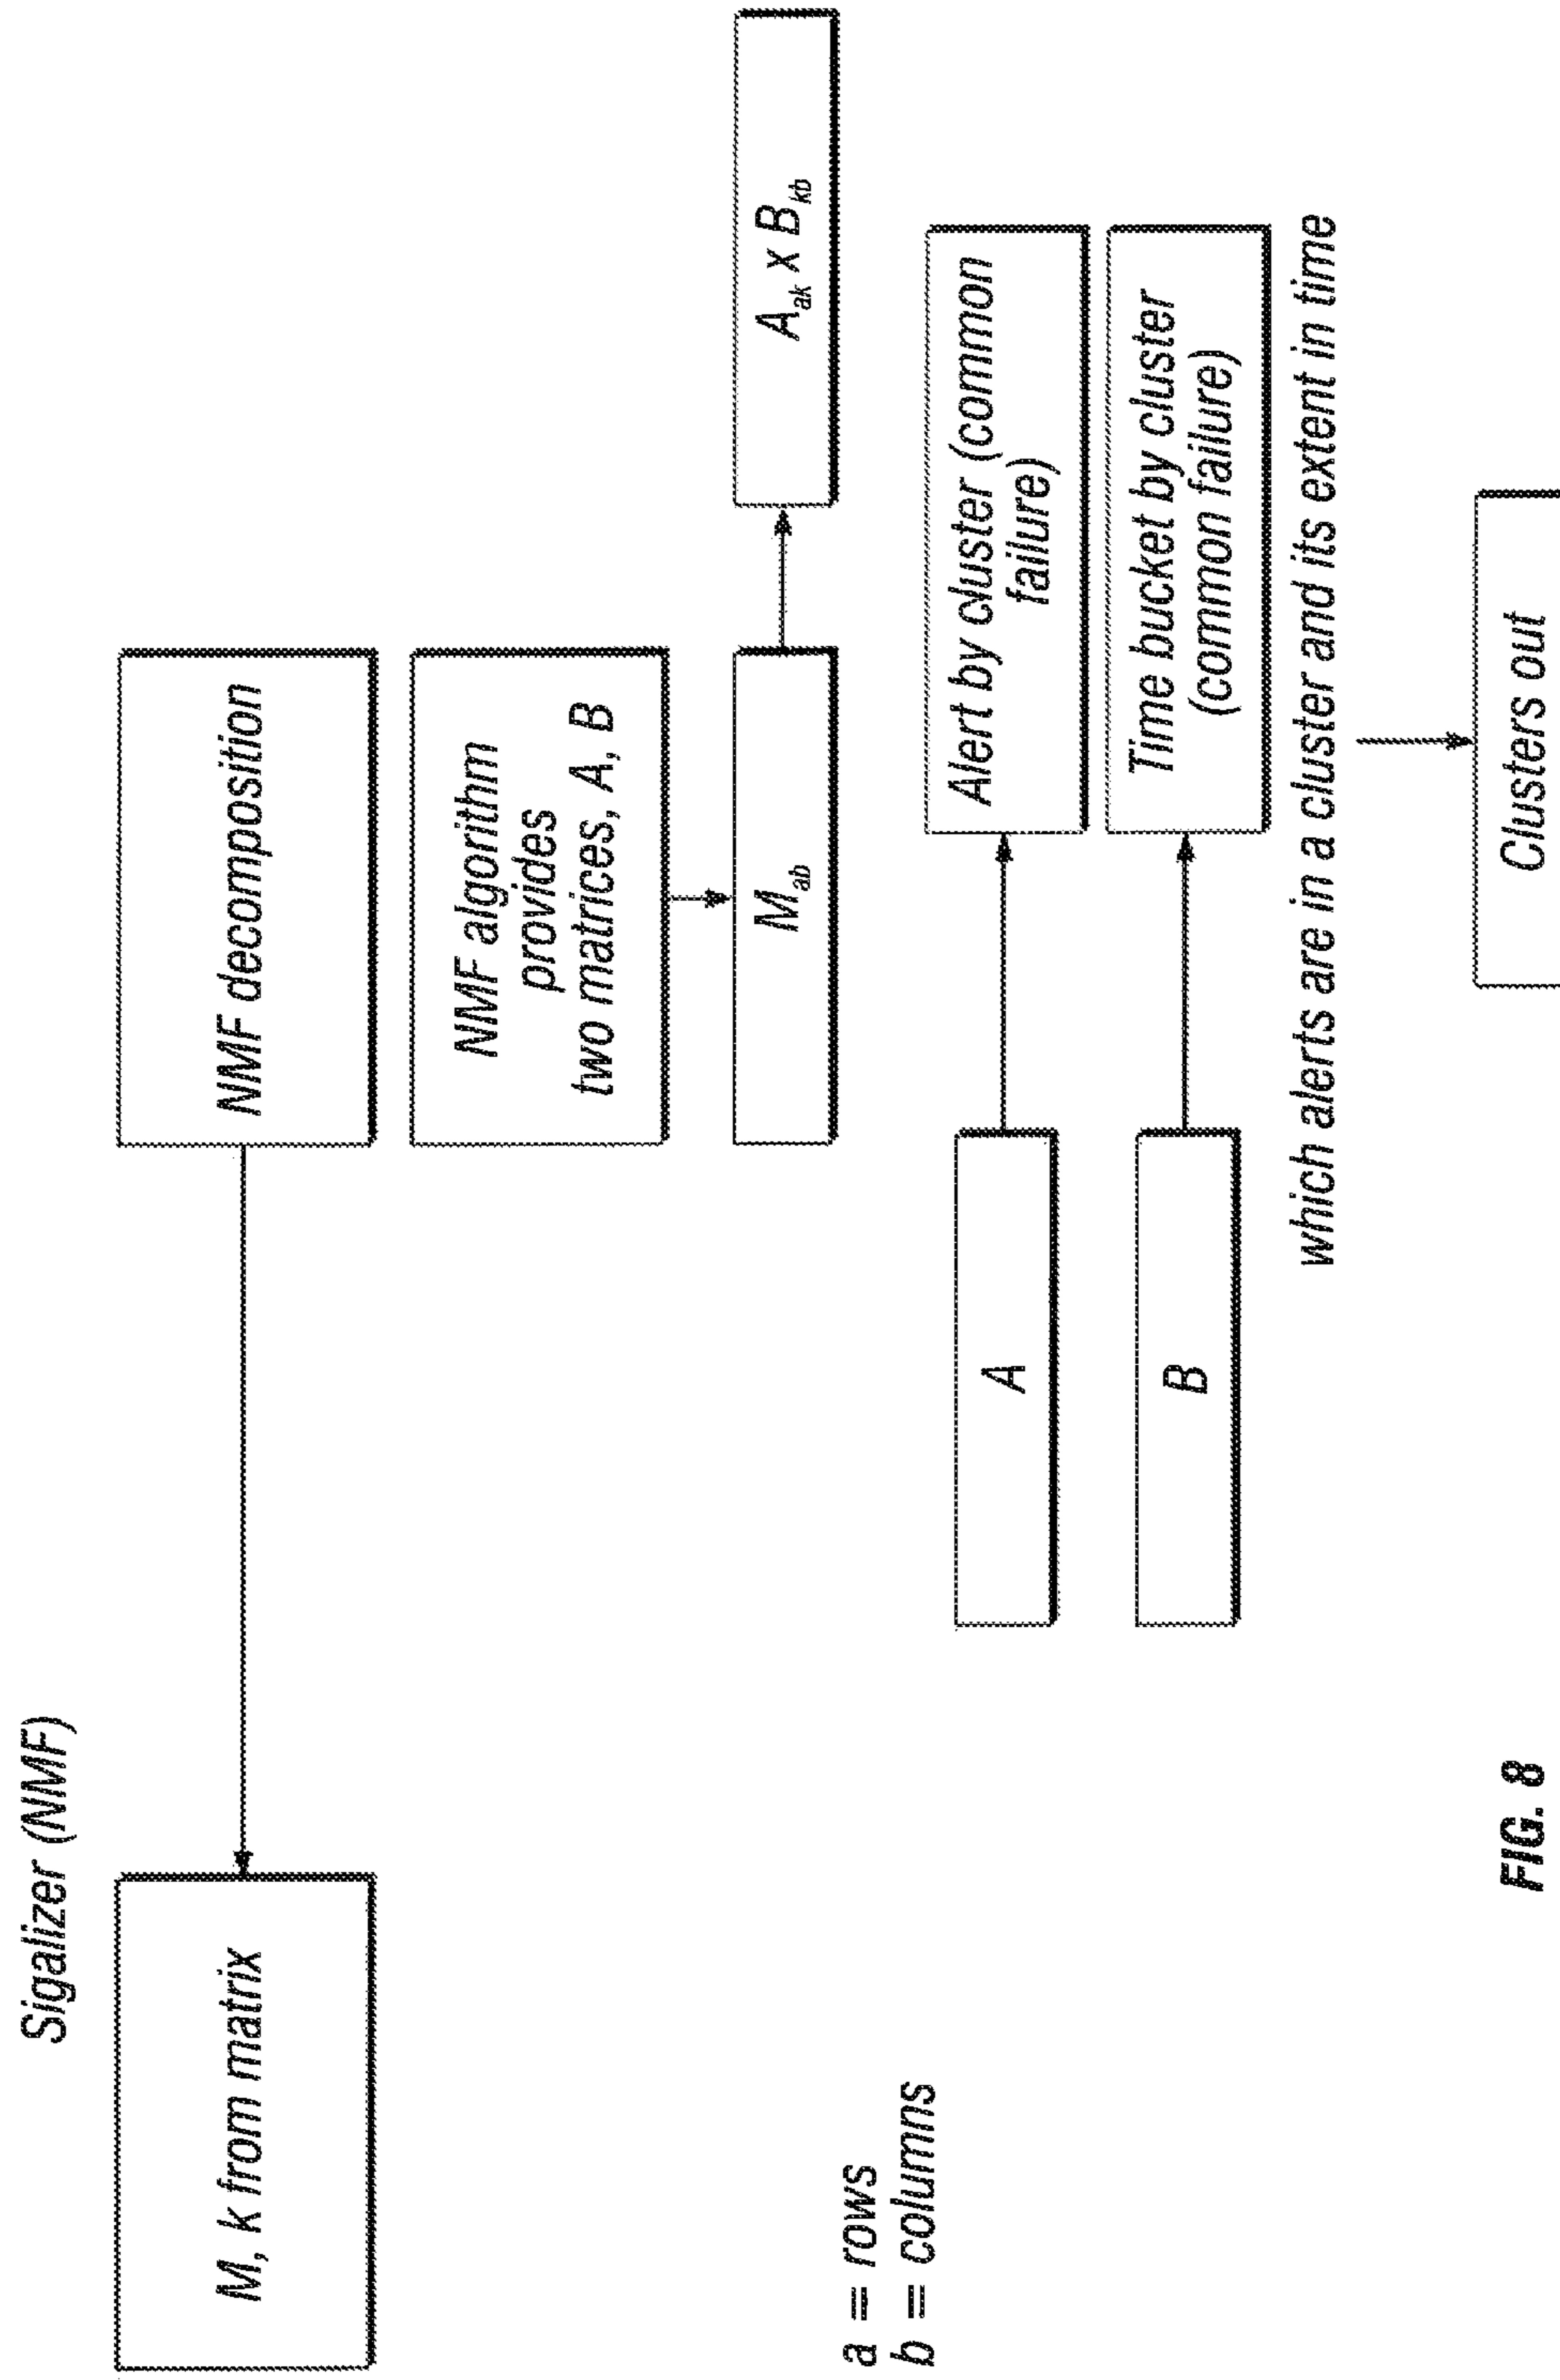 Sigalizer (NMF)
M, k from matrix
NMF decomposition
NMF algorithm
provides
two matrices, A, B
M_ab
A_ak x B_kb
a = rows
b = columns
A
Alert by cluster (common
failure)
B
Time bucket by cluster
(common failure)
which alerts are in a cluster and its extent in time
Clusters out
FIG. 8